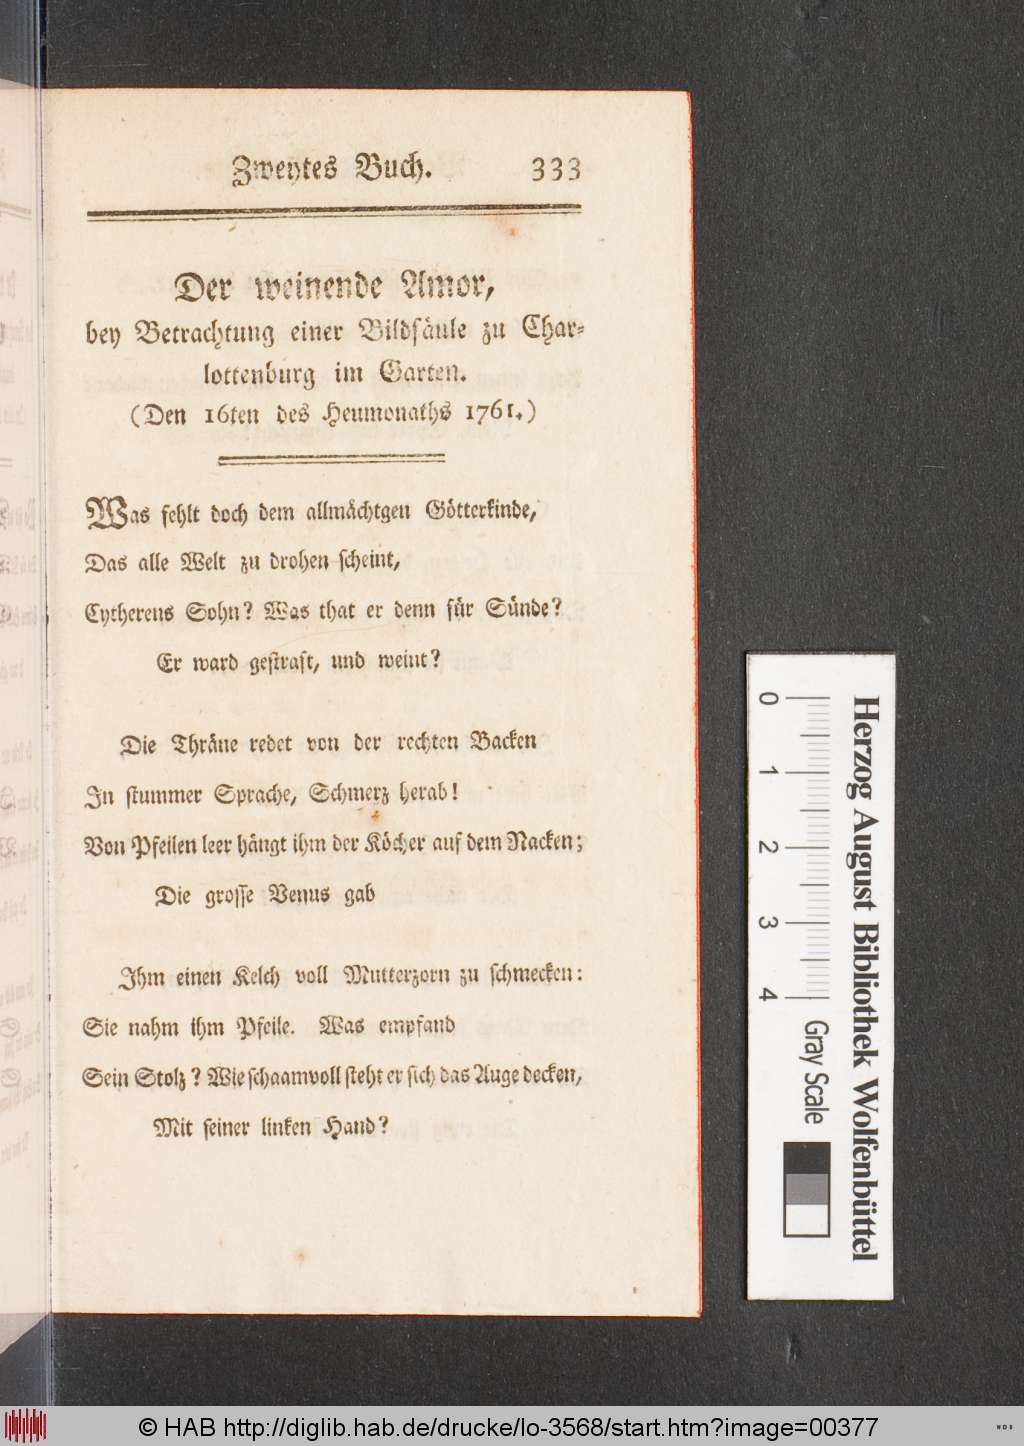 Zweytes Buch. 333
Der weinende Amor,
bey Betrachtung einer Bildsäule zu Char-
lottenburg im Garten.
(Den 16ten des Heumonaths 1761.)
Was fehlt doch dem allmächtgen Götterkinde,
Das alle Welt zu drohen scheint,
Cytherens Sohn? Was that er denn für Sünde?
Er ward gestraft, und weint?
Die Thräne redet von der rechten Backen
In stummer Sprache, Schmerz herab!
Von Pfeilen leer hängt ihm der Köcher auf dem Nacken;
Die grosse Venus gab
Ihm einen Kelch voll Mutterzorn zu schmecken:
Sie nahm ihm Pfeile. Was empfand
Sein Stolz? Wie schaamvoll steht er sich das Auge decken,
Mit seiner linken Hand?
Herzog August Bibliothek Wolfenbüttel
0 1 2 3 4 Gray Scale
© HAB http://diglib.hab.de/drucke/lo-3568/start.htm?image=00377